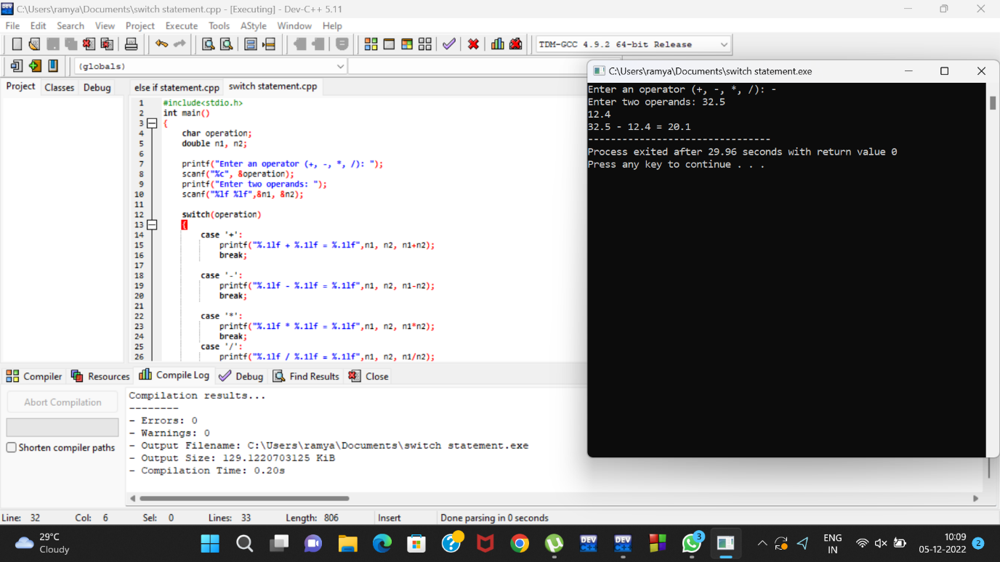 C:\Users\ramya\Documents\switch statement.cpp - [Executing] - Dev-C++ 5.11
File Edit Search View Project Execute Tools AStyle Window Help
TDM-GCC 4.9.2 64-bit Release
(globals)
Project Classes Debug
else if statement.cpp switch statement.cpp
1 #include<stdio.h>
2 int main()
3 {
4 char operation;
5 double n1, n2;
6
7 printf("Enter an operator (+, -, *, /): ");
8 scanf("%c", &operation);
9 printf("Enter two operands: ");
10 scanf("%lf %lf",&n1, &n2);
11
12 switch(operation)
13 {
14 case '+':
15 printf("%.1lf + %.1lf = %.1lf",n1, n2, n1+n2);
16 break;
17
18 case '-':
19 printf("%.1lf - %.1lf = %.1lf",n1, n2, n1-n2);
20 break;
21
22 case '*':
23 printf("%.1lf * %.1lf = %.1lf",n1, n2, n1*n2);
24 break;
25 case '/':
26 printf("%.1lf / %.1lf = %.1lf",n1, n2, n1/n2);
C:\Users\ramya\Documents\switch statement.exe
Enter an operator (+, -, *, /): -
Enter two operands: 32.5
12.4
32.5 - 12.4 = 20.1
--------------------------------
Process exited after 29.96 seconds with return value 0
Press any key to continue . . .
Compiler Resources Compile Log Debug Find Results Close
Abort Compilation
Shorten compiler paths
Compilation results...
--------
- Errors: 0
- Warnings: 0
- Output Filename: C:\Users\ramya\Documents\switch statement.exe
- Output Size: 129.1220703125 KiB
- Compilation Time: 0.20s
Line: 32 Col: 6 Sel: 0 Lines: 33 Length: 806 Insert Done parsing in 0 seconds
29°C
Cloudy
DEV
DEV
3
ENG
IN
10:09
05-12-2022
2